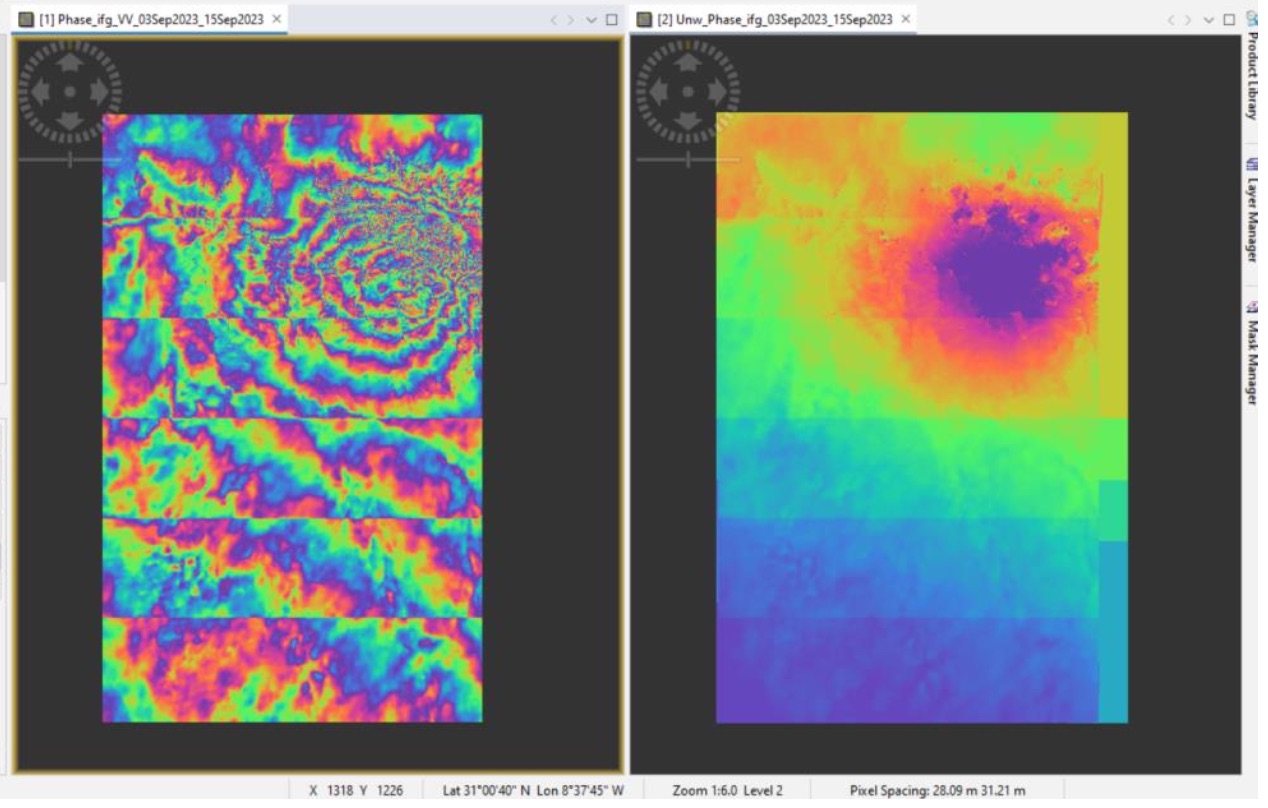 [1] Phase_ifg_VV_03Sep2023_15Sep2023
[2] Unw_Phase_ifg_03Sep2023_15Sep2023
Product Library
Layer Manager
Mask Manager
X 1318 Y 1226
Lat 31°00'40" N Lon 8°37'45" W
Zoom 1:6.0 Level 2
Pixel Spacing: 28.09 m 31.21 m